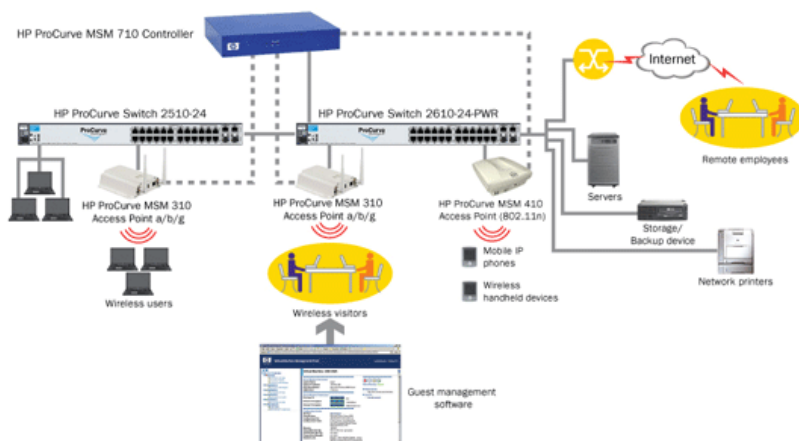 HP ProCurve MSM 710 Controller
HP ProCurve Switch 2510-24
HP ProCurve Switch 2610-24-PWR
Internet
ProCurve
ProCurve
Remote employees
HP ProCurve MSM 310
Access Point a/b/g
HP ProCurve MSM 310
Access Point a/b/g
HP ProCurve MSM 410
Access Point (802.11n)
Servers
Storage/
Backup device
Network printers
Mobile IP
phones
Wireless
handheld devices
Wireless users
Wireless visitors
Guest management
software